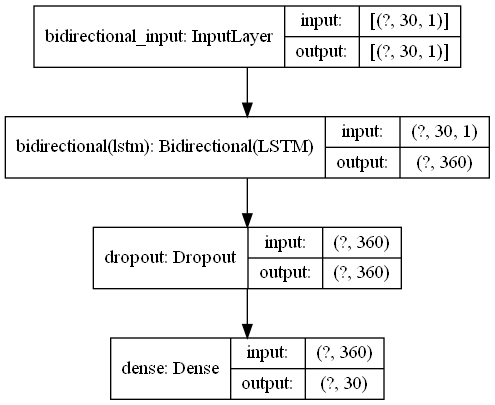 bidirectional_input: InputLayer
input:
[(?, 30, 1)]
output:
[(?, 30, 1)]
bidirectional(lstm): Bidirectional(LSTM)
input:
(?, 30, 1)
output:
(?, 360)
dropout: Dropout
input:
(?, 360)
output:
(?, 360)
dense: Dense
input:
(?, 360)
output:
(?, 30)